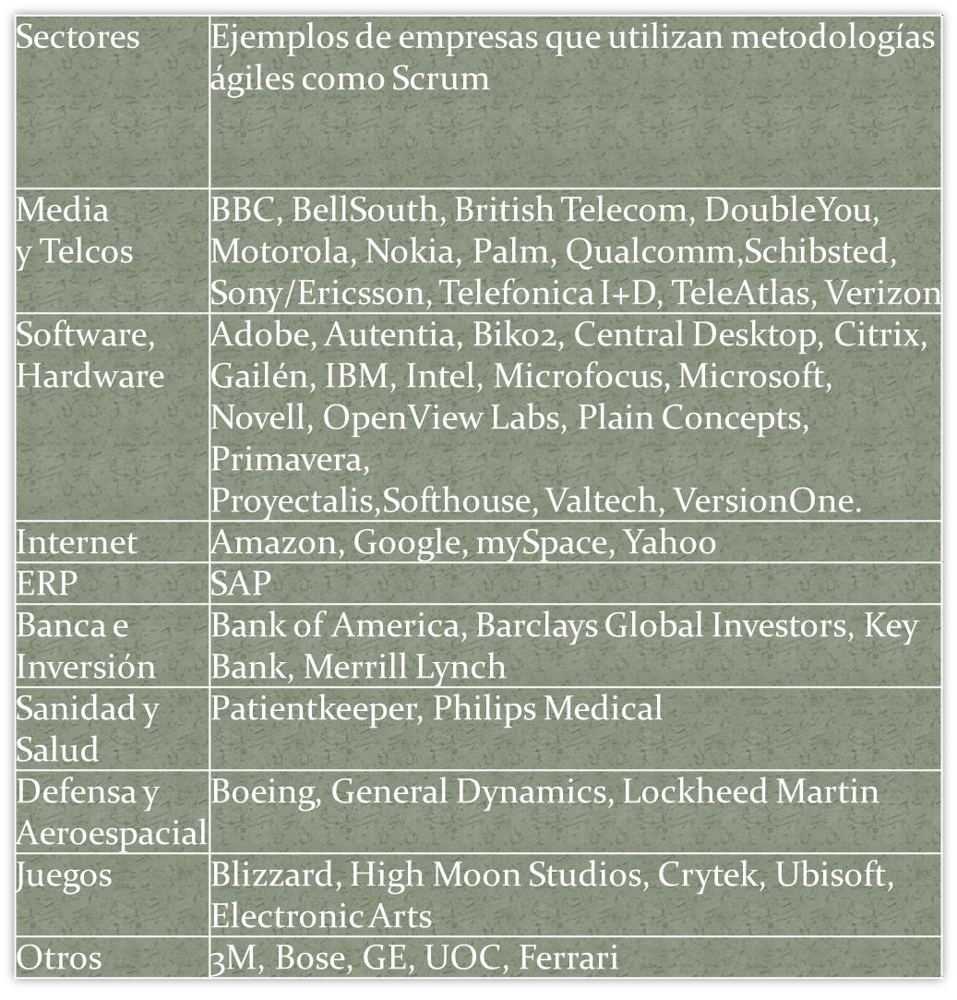 Sectores
Ejemplos de empresas que utilizan metodologías
ágiles como Scrum
Media
y Telcos
BBC, BellSouth, British Telecom, DoubleYou,
Motorola, Nokia, Palm, Qualcomm,Schibsted,
Sony/Ericsson, Telefonica I+D, TeleAtlas, Verizon
Software,
Hardware
Adobe, Autentia, Biko2, Central Desktop, Citrix,
Gailén, IBM, Intel, Microfocus, Microsoft,
Novell, OpenView Labs, Plain Concepts,
Primavera,
Proyectalis,Softhouse, Valtech, VersionOne.
Internet
Amazon, Google, mySpace, Yahoo
ERP
SAP
Banca e
Inversión
Bank of America, Barclays Global Investors, Key
Bank, Merrill Lynch
Sanidad y
Salud
Patientkeeper, Philips Medical
Defensa y
Aeroespacial
Boeing, General Dynamics, Lockheed Martin
Juegos
Blizzard, High Moon Studios, Crytek, Ubisoft,
Electronic Arts
Otros
3M, Bose, GE, UOC, Ferrari